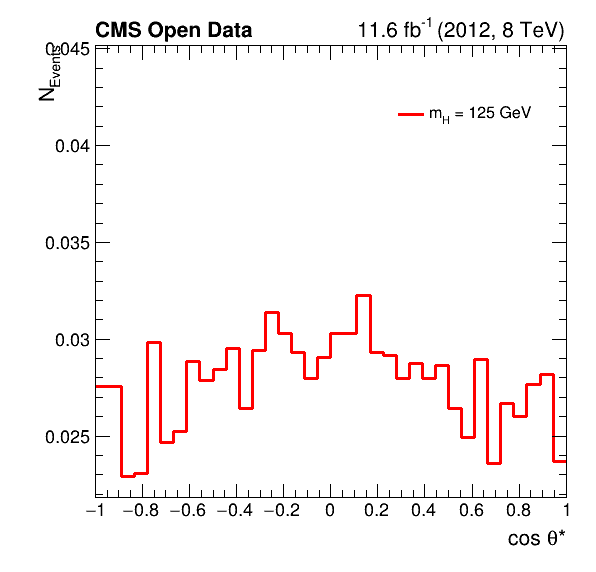 CMS Open Data 11.6 fb⁻¹ (2012, 8 TeV)
N_Events
m_H = 125 GeV
0.045
0.04
0.035
0.03
0.025
−1 −0.8 −0.6 −0.4 −0.2 0 0.2 0.4 0.6 0.8 1
cos θ*